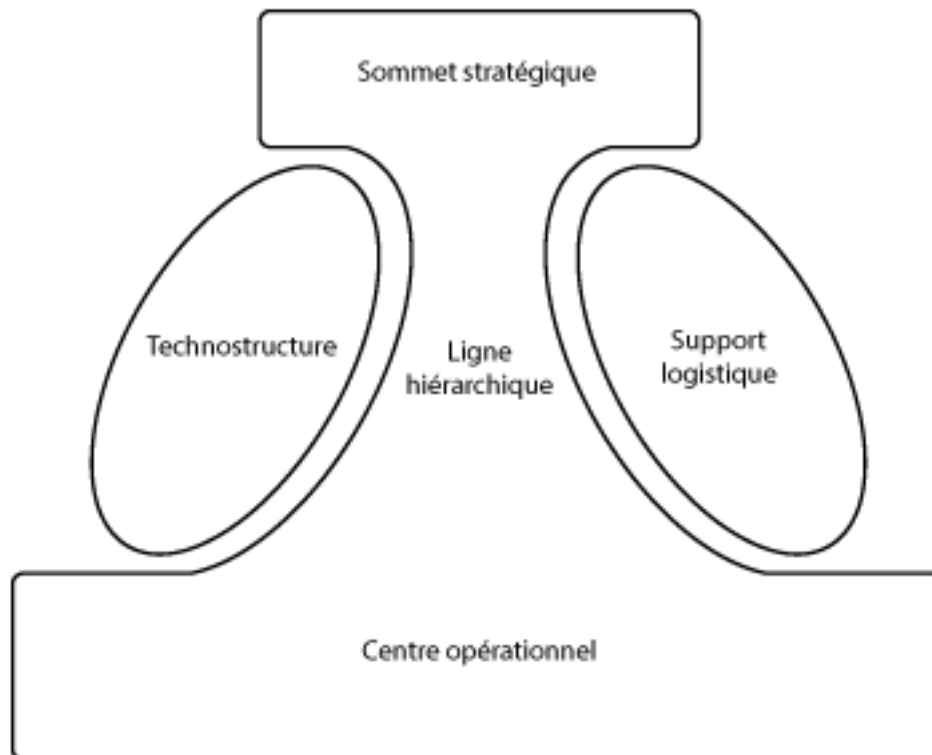 Sommet stratégique
Technostructure
Ligne
hiérarchique
Support
logistique
Centre opérationnel